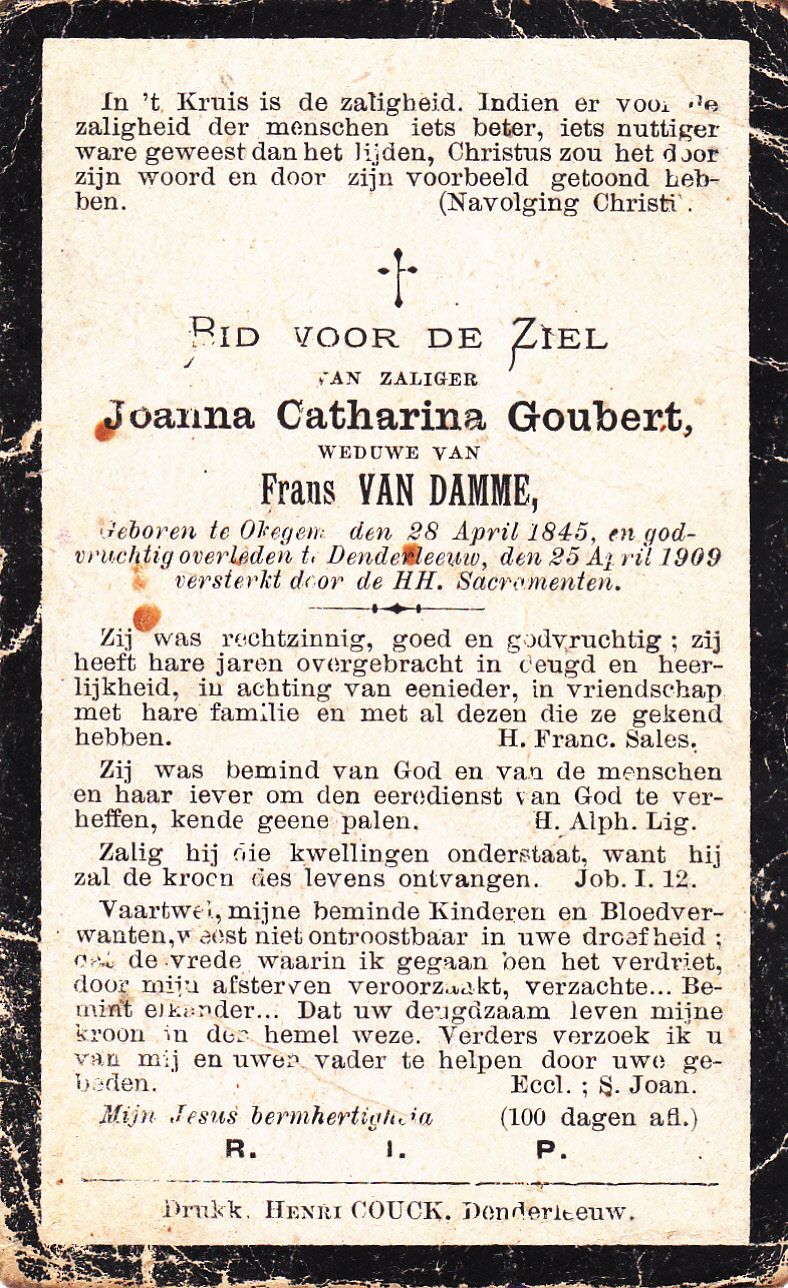 In 't Kruis is de zaligheid. Indien er voor de
zaligheid der menschen iets beter, iets nuttiger
ware geweest dan het lijden, Christus zou het door
zijn woord en door zijn voorbeeld getoond heb-
ben. (Navolging Christi).
BID VOOR DE ZIEL
VAN ZALIGER
Joanna Catharina Goubert,
WEDUWE VAN
Frans VAN DAMME,
Geboren te Okegem den 28 April 1845, en god-
vruchtig overleden te Denderleeuw, den 25 April 1909
versterkt door de HH. Sacramenten.
Zij was rechtzinnig, goed en godvruchtig ; zij
heeft hare jaren overgebracht in deugd en heer-
lijkheid, in achting van eenieder, in vriendschap
met hare familie en met al dezen die ze gekend
hebben. H. Franc. Sales.
Zij was bemind van God en van de menschen
en haar iever om den eeredienst van God te ver-
heffen, kende geene palen. H. Alph. Lig.
Zalig hij die kwellingen onderstaat, want hij
zal de kroon des levens ontvangen. Job. I. 12.
Vaartwel, mijne beminde Kinderen en Bloedver-
wanten, weest niet ontroostbaar in uwe droefheid ;
dat de vrede waarin ik gegaan ben het verdriet,
door mijn afsterven veroorzaakt, verzachte... Be-
mint elkander... Dat uw deugdzaam leven mijne
kroon in den hemel weze. Verders verzoek ik u
van mij en uwen vader te helpen door uwe ge-
beden. Eccl. ; S. Joan.
Mijn Jesus bermhertigheid (100 dagen afl.)
R. I. P.
Drukk. HENRI COUCK. Denderleeuw.